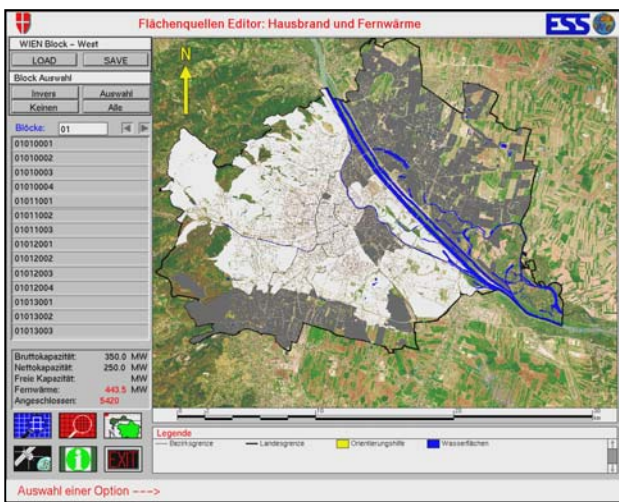 Flächenquellen Editor: Hausbrand und Fernwärme
ESS
WIEN Block - West
LOAD SAVE
Block Auswahl
Invers Auswahl
Keinen Alle
Blöcke: 01
01010001
01010002
01010003
01010004
01011001
01011002
01011003
01012001
01012002
01012003
01012004
01013001
01013002
01013003
Bruttokapazität: 350.0 MW
Nettokapazität: 250.0 MW
Freie Kapazität: MW
Fernwärme: 443.5 MW
Angeschlossen: 5420
N
10
20
Legende
Bezirksgrenze Landesgrenze Orientierungshilfe Wasserflächen
EXIT
Auswahl einer Option --->